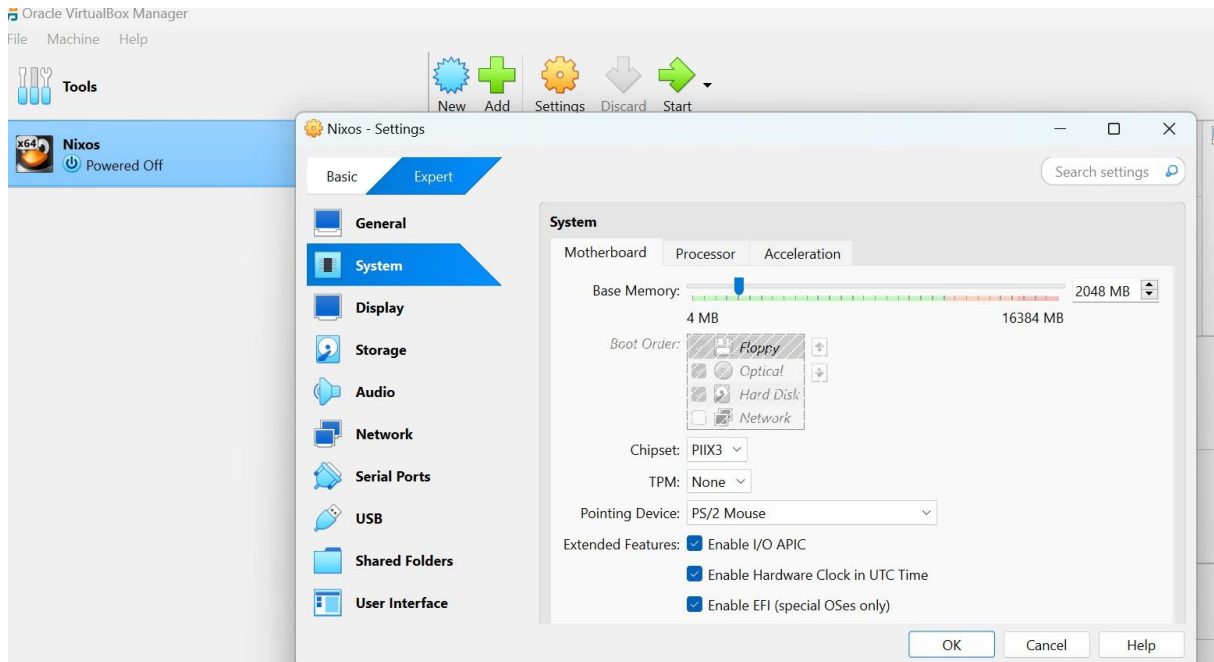 Oracle VirtualBox Manager
File Machine Help
Tools
New Add Settings Discard Start
x64
Nixos
Powered Off
Nixos - Settings
Basic Expert
Search settings
General
System
Display
Storage
Audio
Network
Serial Ports
USB
Shared Folders
User Interface
System
Motherboard Processor Acceleration
Base Memory: 2048 MB
4 MB 16384 MB
Boot Order: Floppy
Optical
Hard Disk
Network
Chipset: PIIX3
TPM: None
Pointing Device: PS/2 Mouse
Extended Features: Enable I/O APIC
Enable Hardware Clock in UTC Time
Enable EFI (special OSes only)
OK Cancel Help